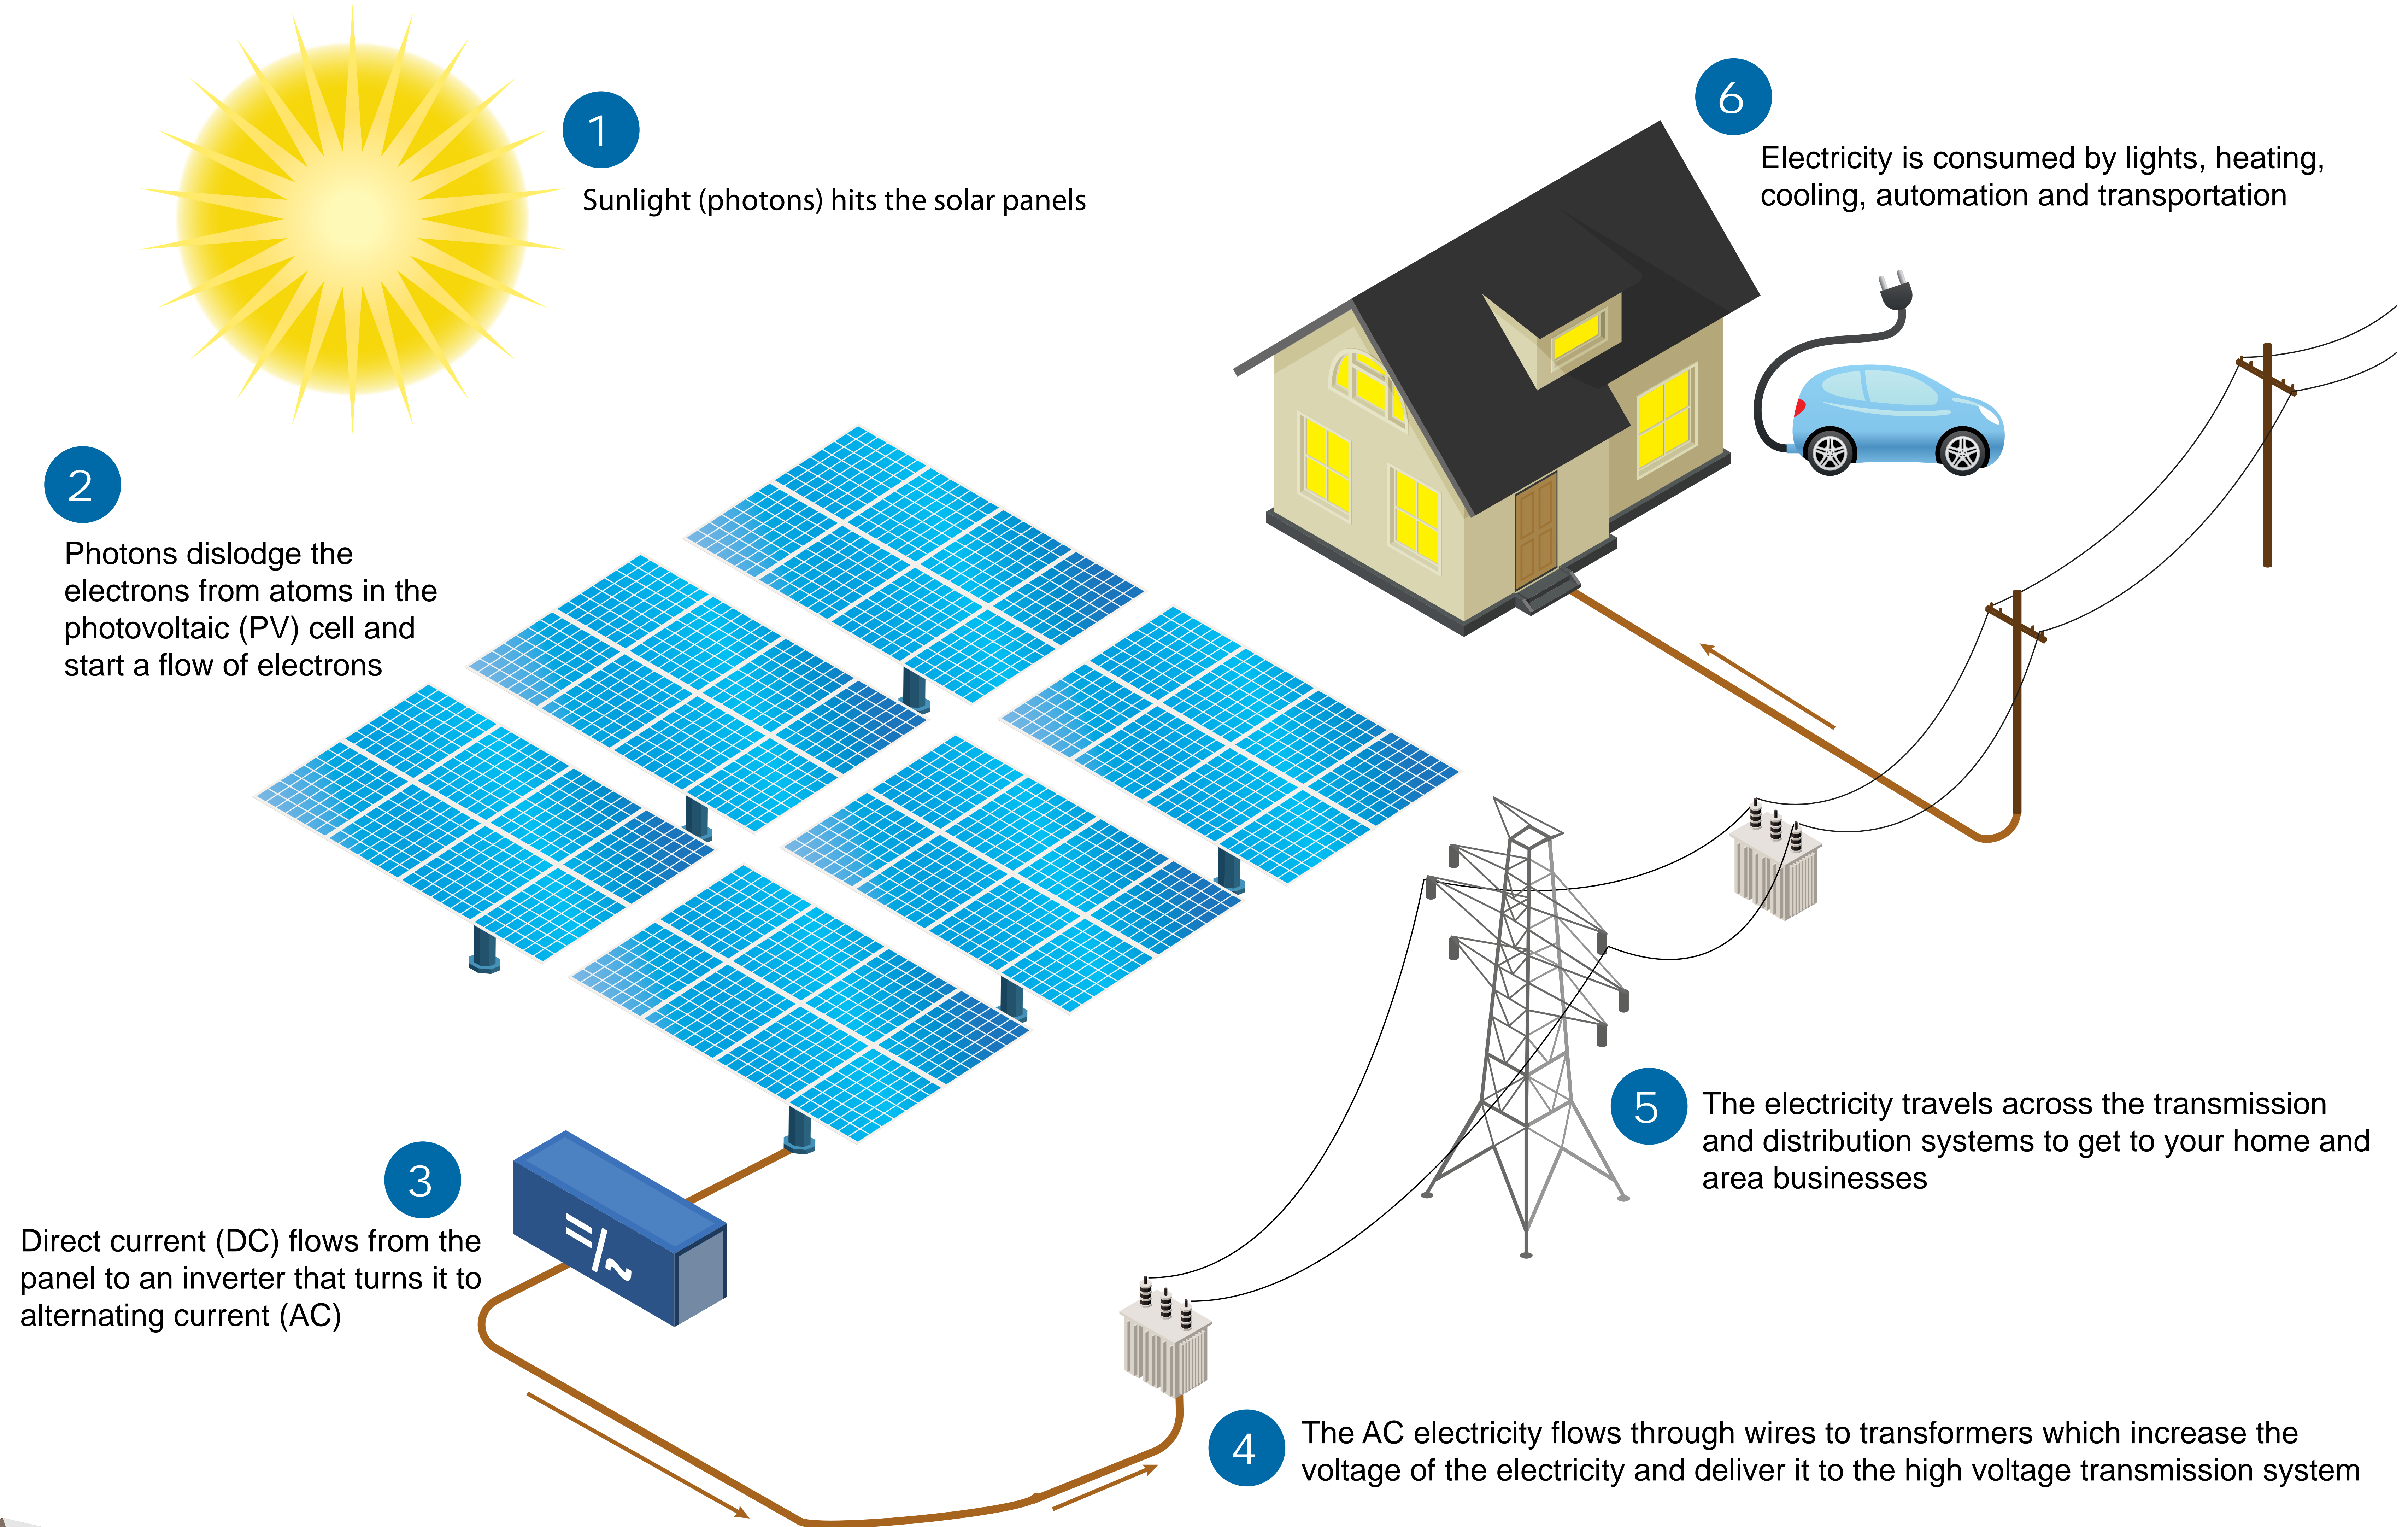 1
Sunlight (photons) hits the solar panels
2
Photons dislodge the
electrons from atoms in the
photovoltaic (PV) cell and
start a flow of electrons
3
Direct current (DC) flows from the
panel to an inverter that turns it to
alternating current (AC)
=/~
4
The AC electricity flows through wires to transformers which increase the
voltage of the electricity and deliver it to the high voltage transmission system
5
The electricity travels across the transmission
and distribution systems to get to your home and
area businesses
6
Electricity is consumed by lights, heating,
cooling, automation and transportation